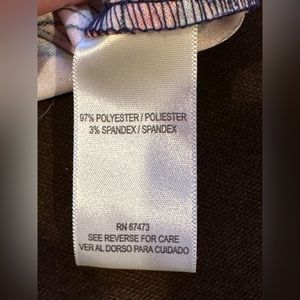 97% POLYESTER / POLIESTER
3% SPANDEX / SPANDEX
RN 67473
SEE REVERSE FOR CARE
VER AL DORSO PARA CUIDADO